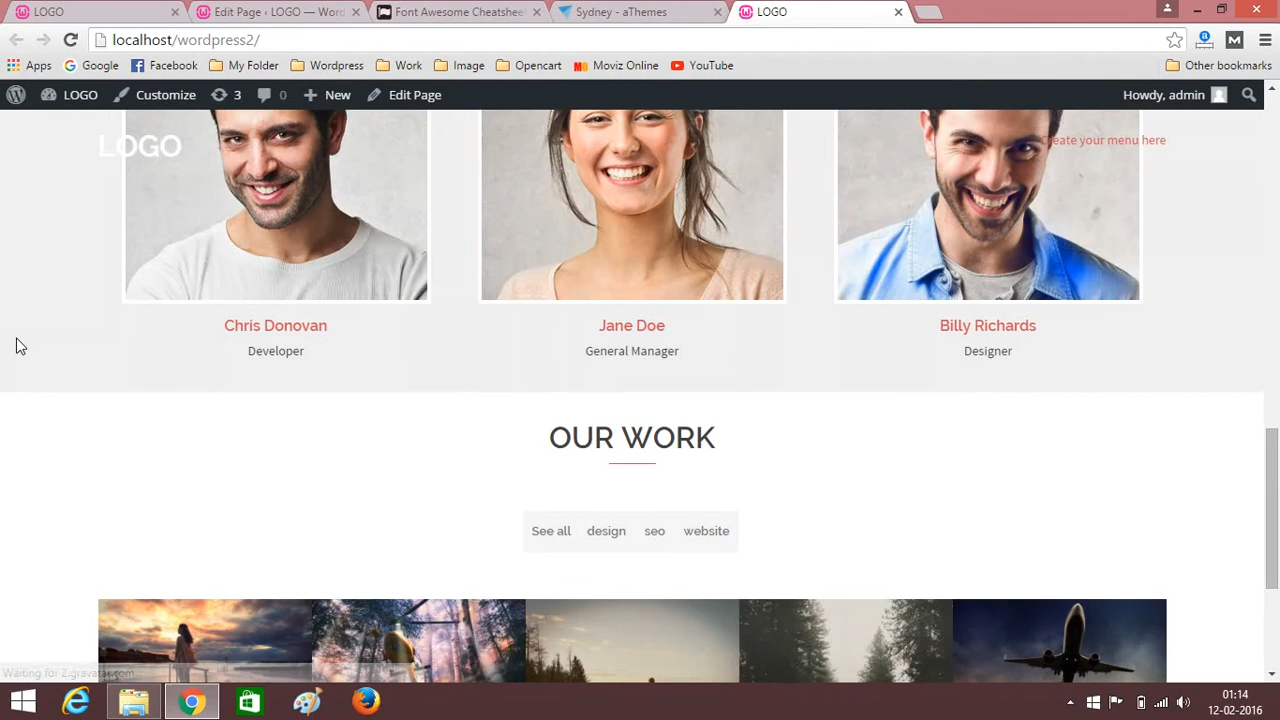 LOGO
Edit Page ‹ LOGO — Word
Font Awesome Cheatshee
Sydney - aThemes
LOGO
localhost/wordpress2/
Apps Google Facebook My Folder Wordpress Work Image Opencart Moviz Online YouTube Other bookmarks
LOGO Customize 3 0 New Edit Page Howdy, admin
LOGO
Create your menu here
Chris Donovan
Developer
Jane Doe
General Manager
Billy Richards
Designer
OUR WORK
See all design seo website
Waiting for 2.gravatar.com...
01:14
12-02-2016